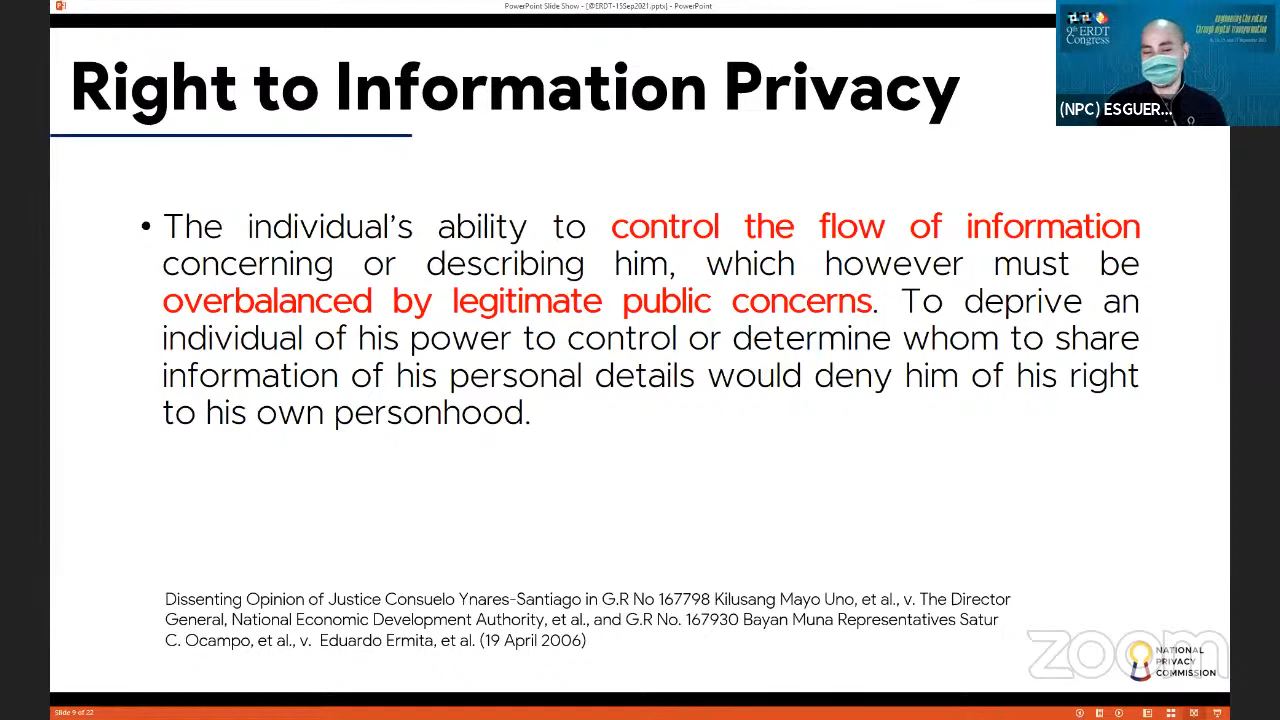 PowerPoint Slide Show - [@ERDT-15Sep2021.pptx] - PowerPoint
9th ERDT
Congress
engineering the future
through digital transformation
(NPC) ESGUER...
Right to Information Privacy
• The individual's ability to control the flow of information
concerning or describing him, which however must be
overbalanced by legitimate public concerns. To deprive an
individual of his power to control or determine whom to share
information of his personal details would deny him of his right
to his own personhood.
Dissenting Opinion of Justice Consuelo Ynares-Santiago in G.R No 167798 Kilusang Mayo Uno, et al., v. The Director
General, National Economic Development Authority, et al., and G.R No. 167930 Bayan Muna Representatives Satur
C. Ocampo, et al., v. Eduardo Ermita, et al. (19 April 2006)
zoom
NATIONAL
PRIVACY
COMMISSION
Slide 9 of 22